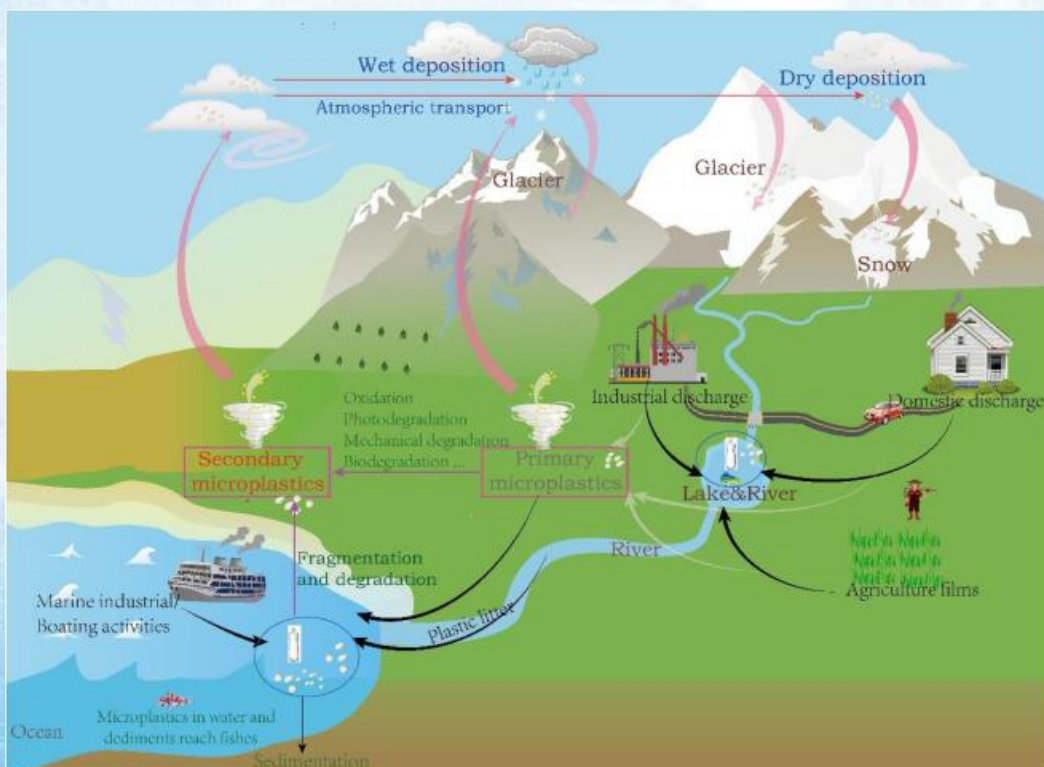 Wet deposition
Dry deposition
Atmospheric transport
Glacier
Glacier
Snow
Industrial discharge
Domestic discharge
Oxidation
Photodegradation
Mechanical degradation
Biodegradation ...
Secondary
microplastics
Primary
microplastics
Lake&River
River
Fragmentation
and degradation
Agriculture films
Marine industrial/
Boating activities
Plastic litter
Microplastics in water and
dediments reach fishes
Ocean
Sedimentation